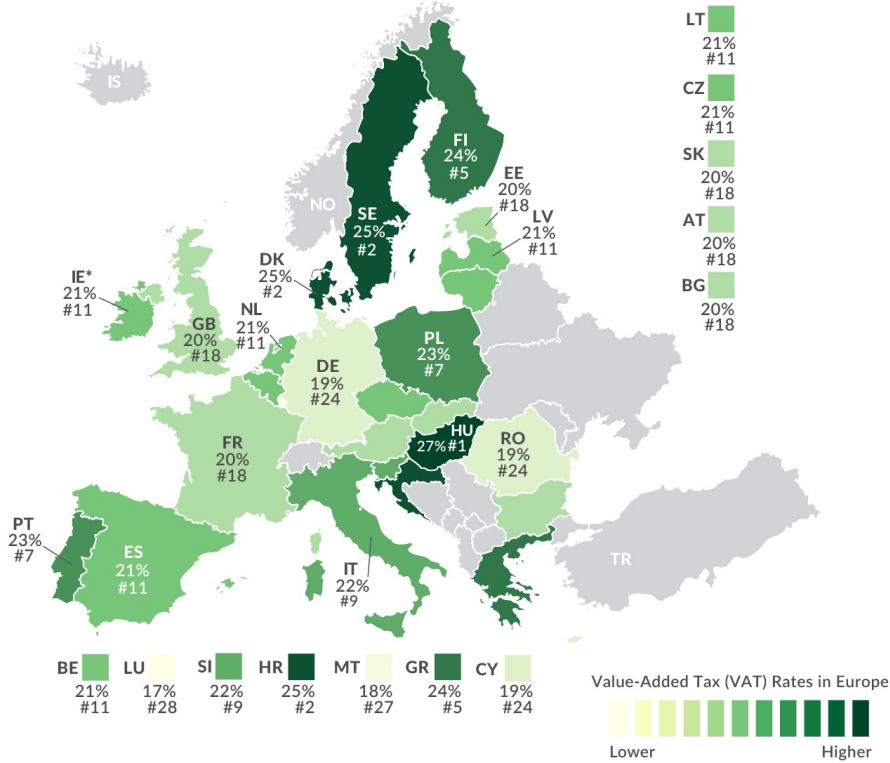 IS
NO
FI
24%
#5
SE
25%
#2
EE
20%
#18
LV
21%
#11
DK
25%
#2
IE*
21%
#11
GB
20%
#18
NL
21%
#11
DE
19%
#24
PL
23%
#7
FR
20%
#18
HU
27% #1
RO
19%
#24
PT
23%
#7
ES
21%
#11
IT
22%
#9
TR
LT
21%
#11
CZ
21%
#11
SK
20%
#18
AT
20%
#18
BG
20%
#18
BE
21%
#11
LU
17%
#28
SI
22%
#9
HR
25%
#2
MT
18%
#27
GR
24%
#5
CY
19%
#24
Value-Added Tax (VAT) Rates in Europe
Lower
Higher